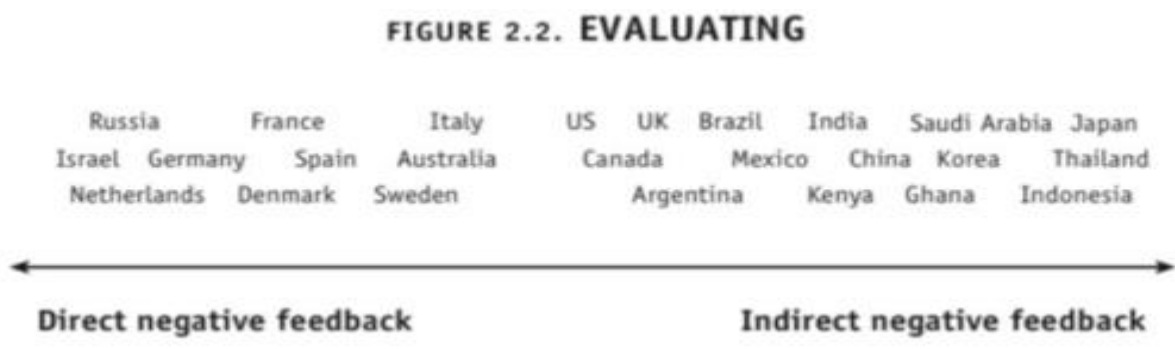 FIGURE 2.2. EVALUATING
Russia France Italy US UK Brazil India Saudi Arabia Japan
Israel Germany Spain Australia Canada Mexico China Korea Thailand
Netherlands Denmark Sweden Argentina Kenya Ghana Indonesia
Direct negative feedback Indirect negative feedback